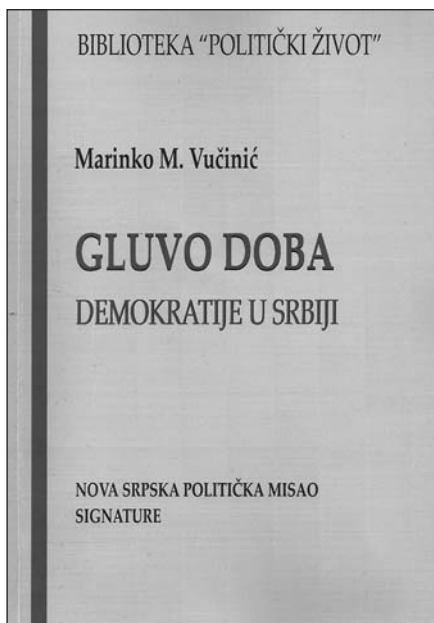 BIBLIOTEKA “POLITIČKI ŽIVOT”
Marinko M. Vučinić
GLUVO DOBA
DEMOKRATIJE U SRBIJI
NOVA SRPSKA POLITIČKA MISAO
SIGNATURE